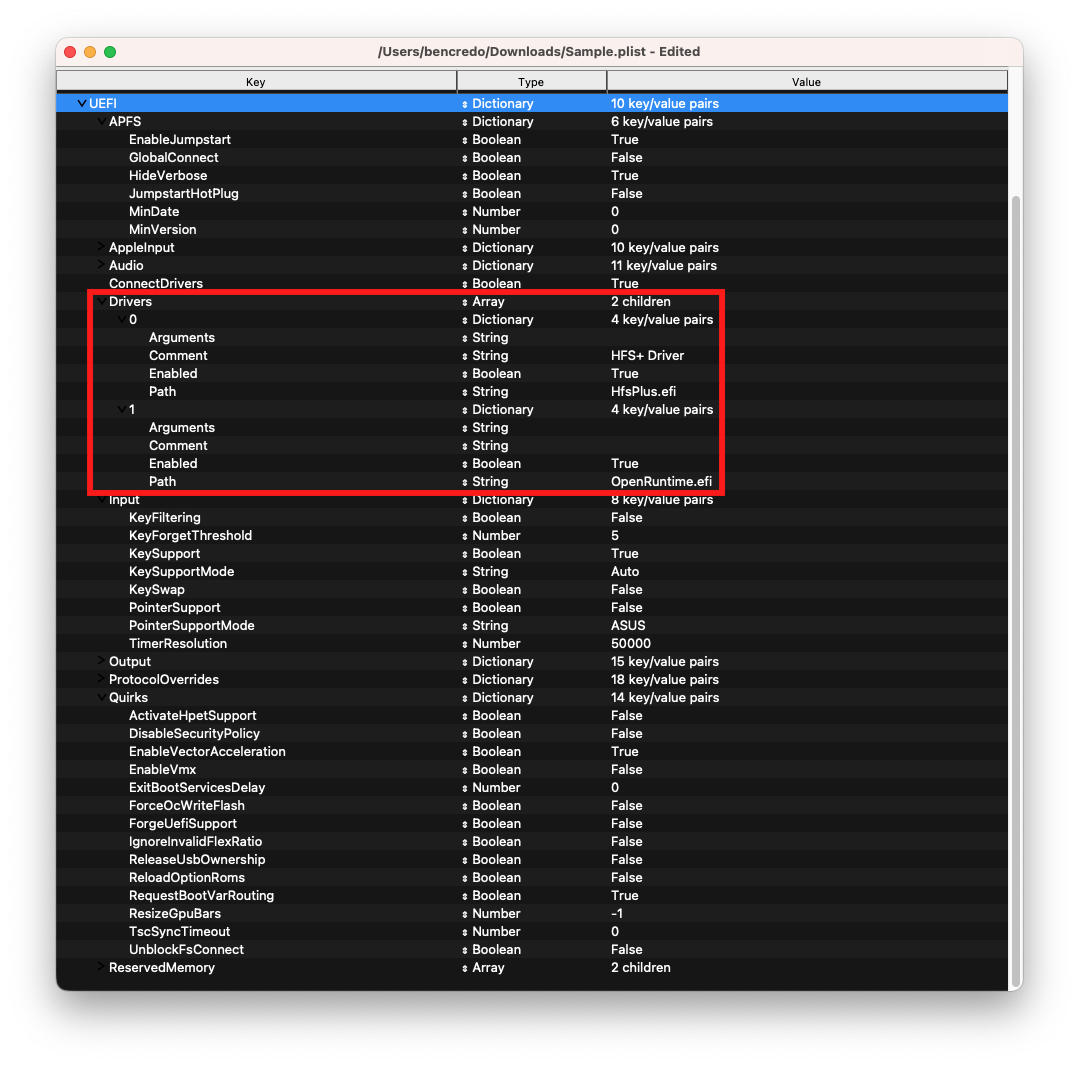 /Users/bencredo/Downloads/Sample.plist - Edited
Key Type Value
UEFI Dictionary 10 key/value pairs
APFS Dictionary 6 key/value pairs
EnableJumpstart Boolean True
GlobalConnect Boolean False
HideVerbose Boolean True
JumpstartHotPlug Boolean False
MinDate Number 0
MinVersion Number 0
AppleInput Dictionary 10 key/value pairs
Audio Dictionary 11 key/value pairs
ConnectDrivers Boolean True
Drivers Array 2 children
0 Dictionary 4 key/value pairs
Arguments String
Comment String HFS+ Driver
Enabled Boolean True
Path String HfsPlus.efi
1 Dictionary 4 key/value pairs
Arguments String
Comment String
Enabled Boolean True
Path String OpenRuntime.efi
Input Dictionary 8 key/value pairs
KeyFiltering Boolean False
KeyForgetThreshold Number 5
KeySupport Boolean True
KeySupportMode String Auto
KeySwap Boolean False
PointerSupport Boolean False
PointerSupportMode String ASUS
TimerResolution Number 50000
Output Dictionary 15 key/value pairs
ProtocolOverrides Dictionary 18 key/value pairs
Quirks Dictionary 14 key/value pairs
ActivateHpetSupport Boolean False
DisableSecurityPolicy Boolean False
EnableVectorAcceleration Boolean True
EnableVmx Boolean False
ExitBootServicesDelay Number 0
ForceOcWriteFlash Boolean False
ForgeUefiSupport Boolean False
IgnoreInvalidFlexRatio Boolean False
ReleaseUsbOwnership Boolean False
ReloadOptionRoms Boolean False
RequestBootVarRouting Boolean True
ResizeGpuBars Number -1
TscSyncTimeout Number 0
UnblockFsConnect Boolean False
ReservedMemory Array 2 children